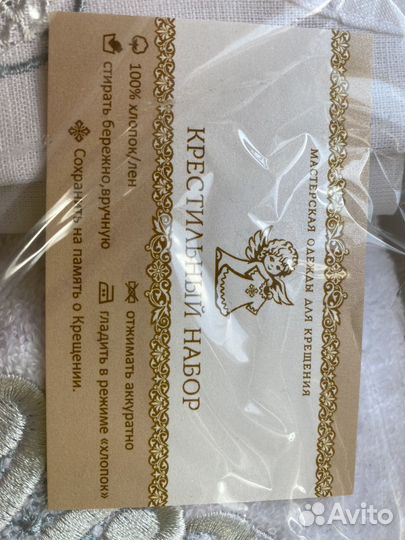 МАСТЕРСКАЯ ОДЕЖДЫ ДЛЯ КРЕЩЕНИЯ
КРЕСТИЛЬНЫЙ НАБОР
100% хлопок/лен
отжимать аккуратно
стирать бережно,вручную
гладить в режиме «хлопок»
Сохранить на память о Крещении.
Avito